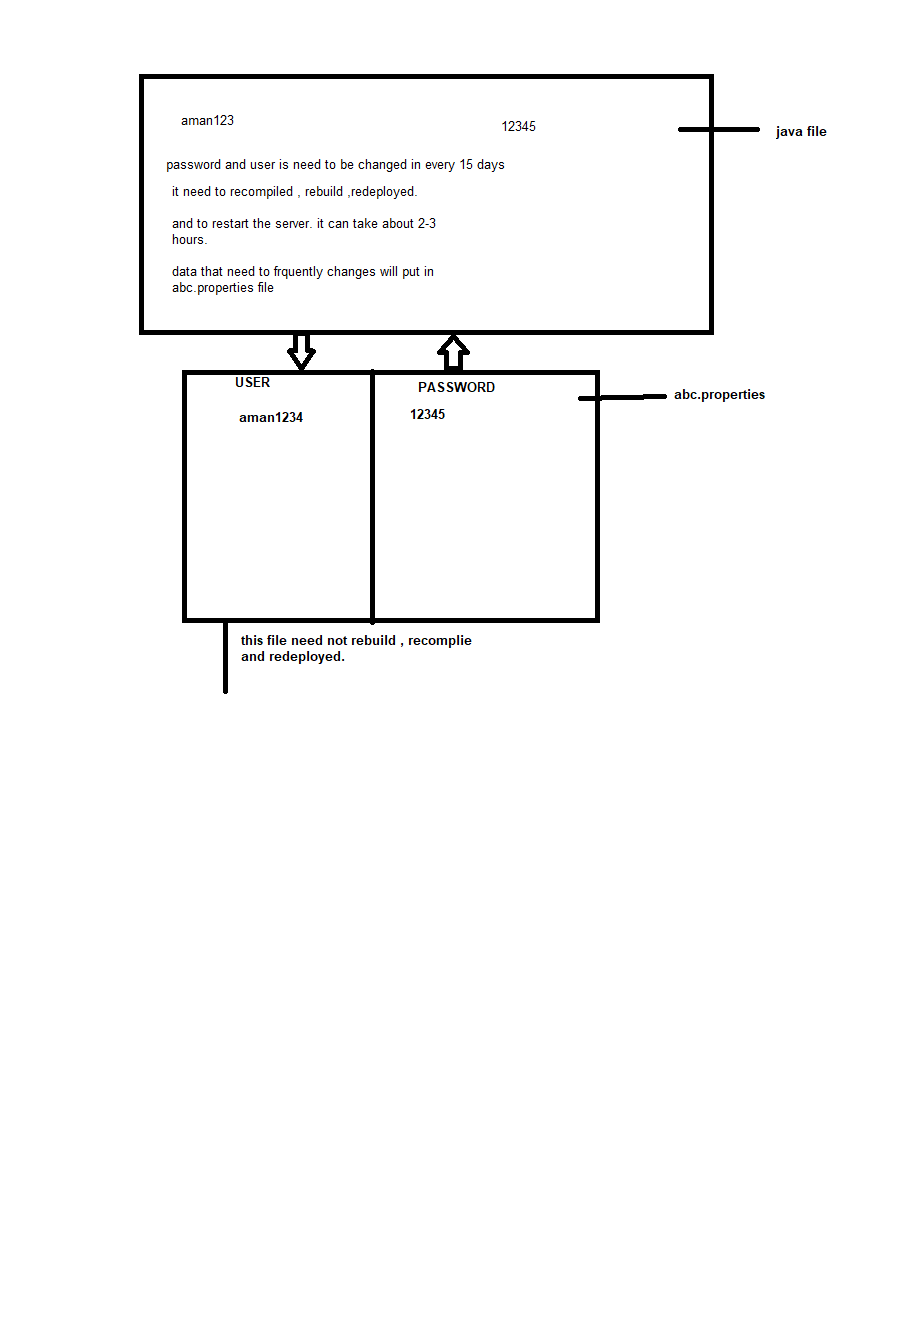 aman123
12345
java file
password and user is need to be changed in every 15 days
it need to recompiled , rebuild ,redeployed.
and to restart the server. it can take about 2-3
hours.
data that need to frquently changes will put in
abc.properties file
USER
PASSWORD
abc.properties
aman1234
12345
this file need not rebuild , recomplie
and redeployed.